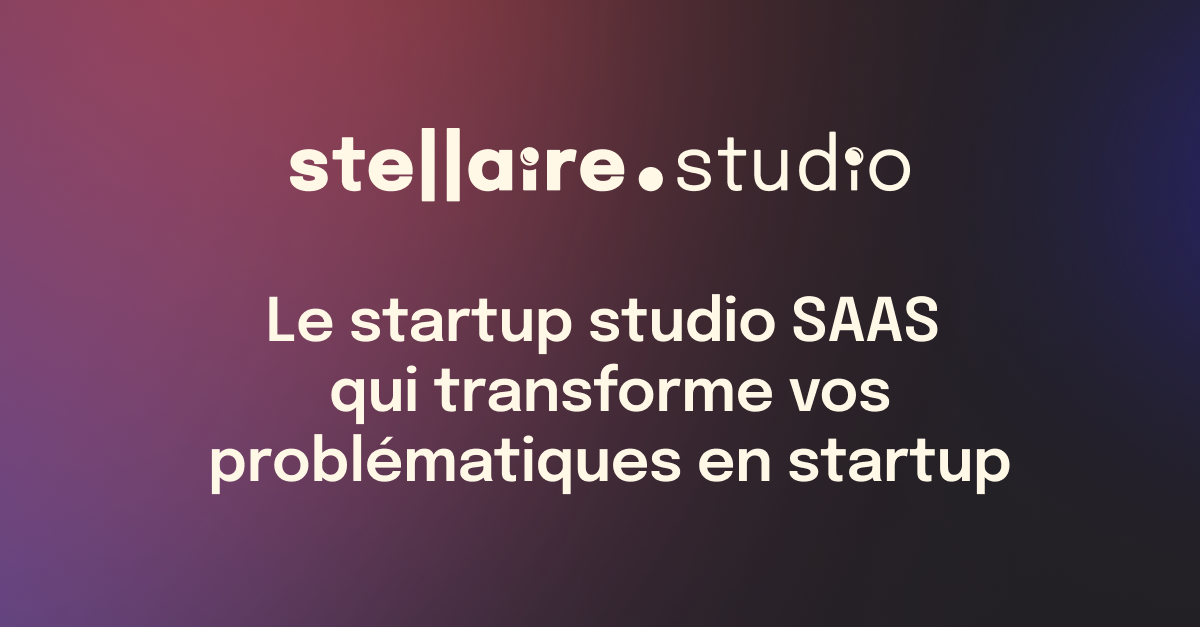 stellaire.studio
Le startup studio SAAS
qui transforme vos
problématiques en startup